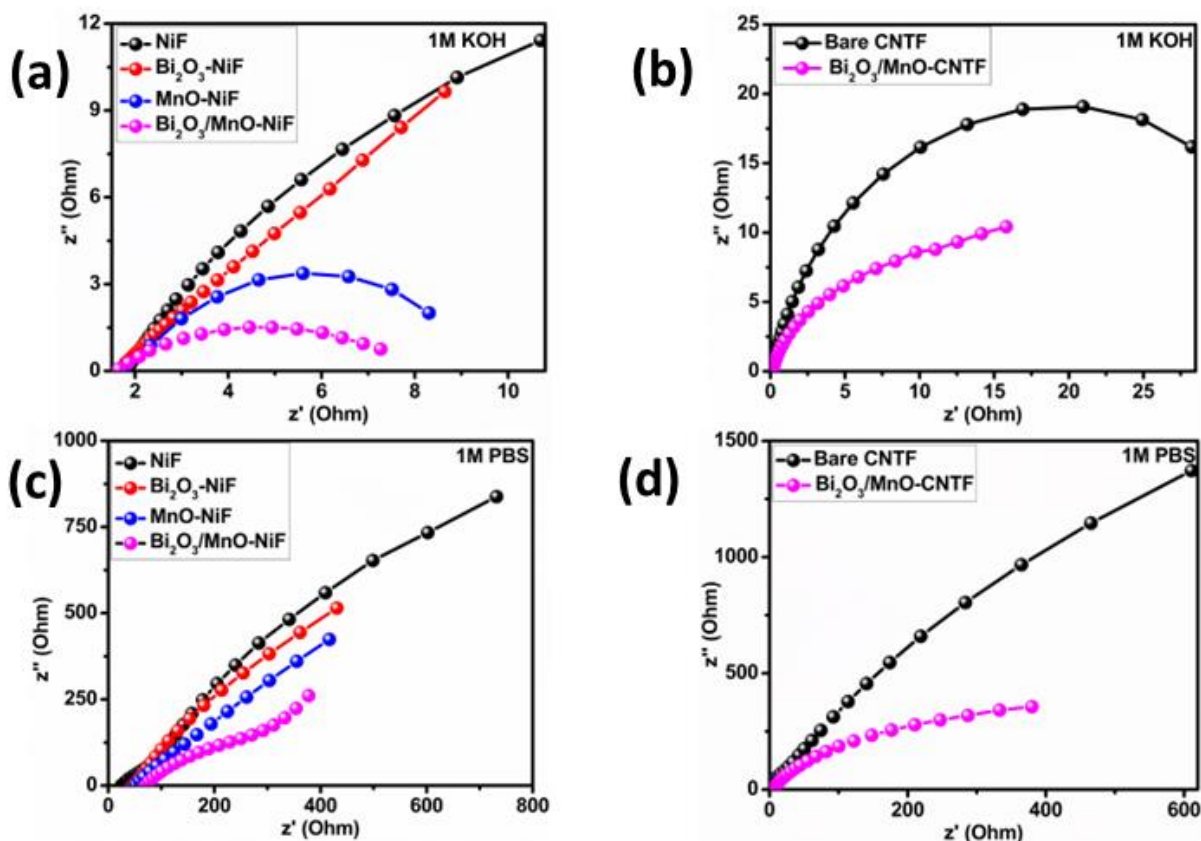 (a)
1M KOH
NiF
Bi₂O₃-NiF
MnO-NiF
Bi₂O₃/MnO-NiF
12
9
6
3
0
z'' (Ohm)
2 4 6 8 10
z' (Ohm)
(b)
1M KOH
Bare CNTF
Bi₂O₃/MnO-CNTF
25
20
15
10
5
0
z'' (Ohm)
0 5 10 15 20 25
z' (Ohm)
(c)
1M PBS
NiF
Bi₂O₃-NiF
MnO-NiF
Bi₂O₃/MnO-NiF
1000
750
500
250
0
z'' (Ohm)
0 200 400 600 800
z' (Ohm)
(d)
1M PBS
Bare CNTF
Bi₂O₃/MnO-CNTF
1500
1000
500
0
z'' (Ohm)
0 200 400 600
z' (Ohm)